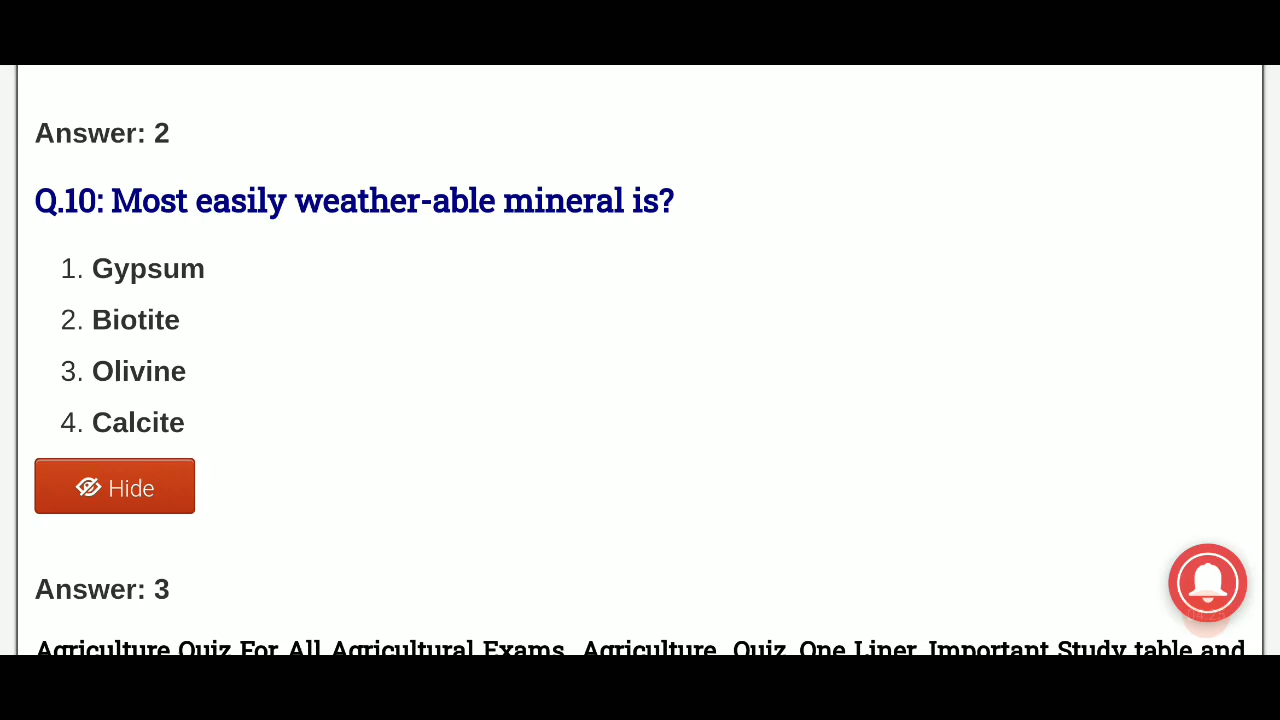 Answer: 2
Q.10: Most easily weather-able mineral is?
1. Gypsum
2. Biotite
3. Olivine
4. Calcite
Hide
Answer: 3
Agriculture Quiz For All Agricultural Exams, Agriculture, Quiz, One Liner, Important Study table and